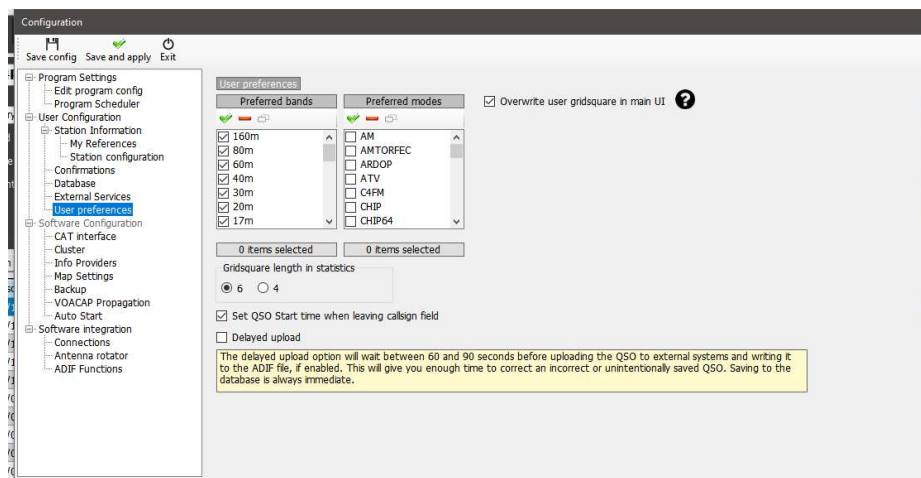 Configuration
Save config Save and apply Exit
Program Settings
Edit program config
Program Scheduler
User Configuration
Station Information
My References
Station configuration
Confirmations
Database
External Services
User preferences
Software Configuration
CAT interface
Cluster
Info Providers
Map Settings
Backup
VOACAP Propagation
Auto Start
Software integration
Connections
Antenna rotator
ADIF Functions
User preferences
Preferred bands
160m
80m
60m
40m
30m
20m
17m
0 items selected
Preferred modes
AM
AMTORFEC
ARDOP
ATV
C4FM
CHIP
CHIP64
0 items selected
Overwrite user gridsquare in main UI ?
Gridsquare length in statistics
6 4
Set QSO Start time when leaving callsign field
Delayed upload
The delayed upload option will wait between 60 and 90 seconds before uploading the QSO to external systems and writing it
to the ADIF file, if enabled. This will give you enough time to correct an incorrect or unintentionally saved QSO. Saving to the
database is always immediate.